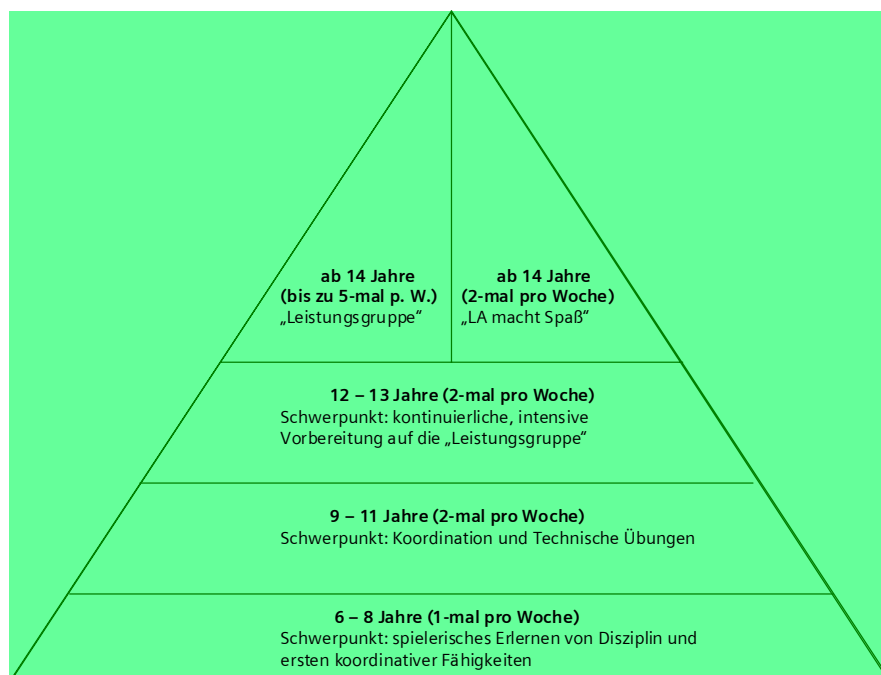 ab 14 Jahre
(bis zu 5-mal p. W.)
„Leistungsgruppe“
ab 14 Jahre
(2-mal pro Woche)
„LA macht Spaß“
12 – 13 Jahre (2-mal pro Woche)
Schwerpunkt: kontinuierliche, intensive
Vorbereitung auf die „Leistungsgruppe“
9 – 11 Jahre (2-mal pro Woche)
Schwerpunkt: Koordination und Technische Übungen
6 – 8 Jahre (1-mal pro Woche)
Schwerpunkt: spielerisches Erlernen von Disziplin und
ersten koordinativer Fähigkeiten